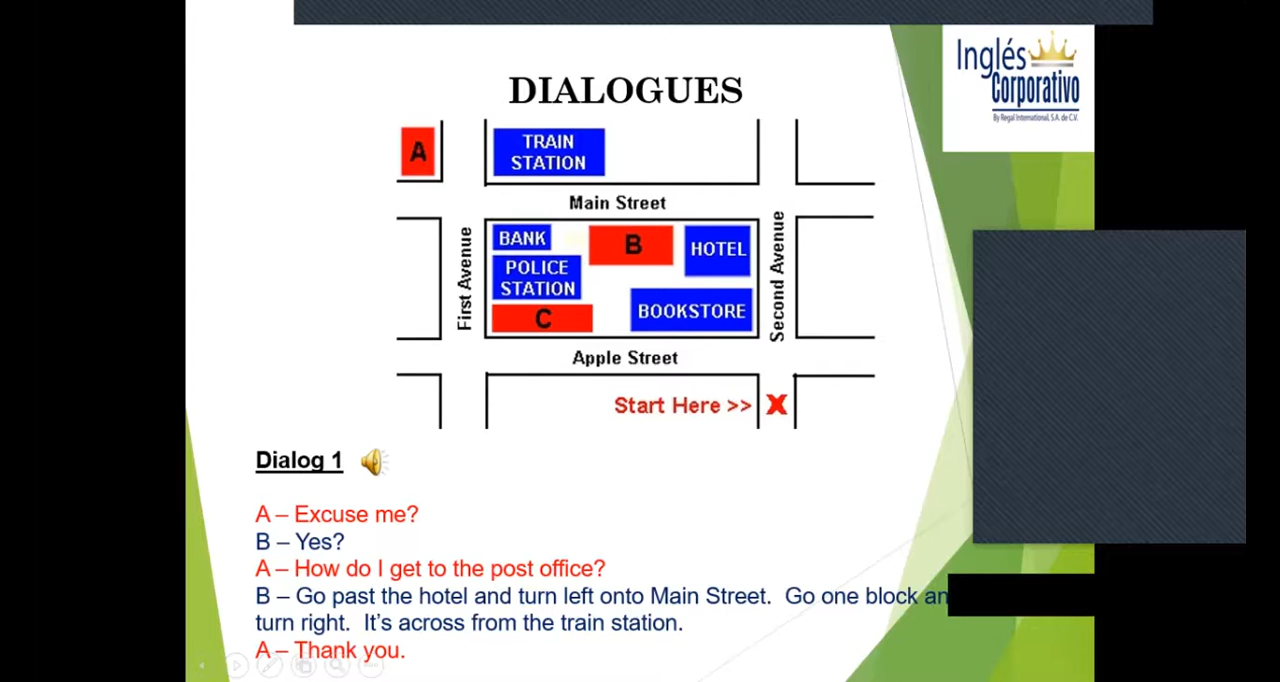 Inglés
Corporativo
By Regal International, S.A. de C.V.
DIALOGUES
A
TRAIN
STATION
Main Street
First Avenue
BANK
B
HOTEL
POLICE
STATION
C
BOOKSTORE
Second Avenue
Apple Street
Start Here >> X
Dialog 1
A – Excuse me?
B – Yes?
A – How do I get to the post office?
B – Go past the hotel and turn left onto Main Street. Go one block
turn right. It's across from the train station.
A – Thank you.